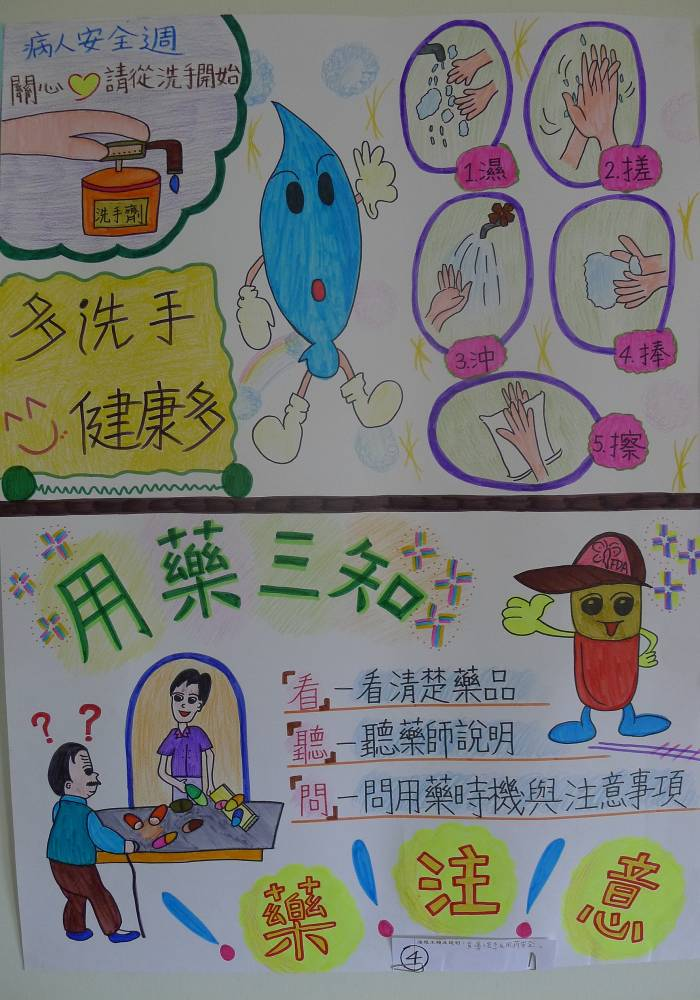 病人安全週
關心 請從洗手開始
洗手劑
多洗手
健康多
1.濕
2.搓
3.沖
4.捧
5.擦
用藥三知
FDA
看-看清楚藥品
聽-聽藥師說明
問-問用藥時機與注意事項
? ?
藥 ! 注 ! 意
4